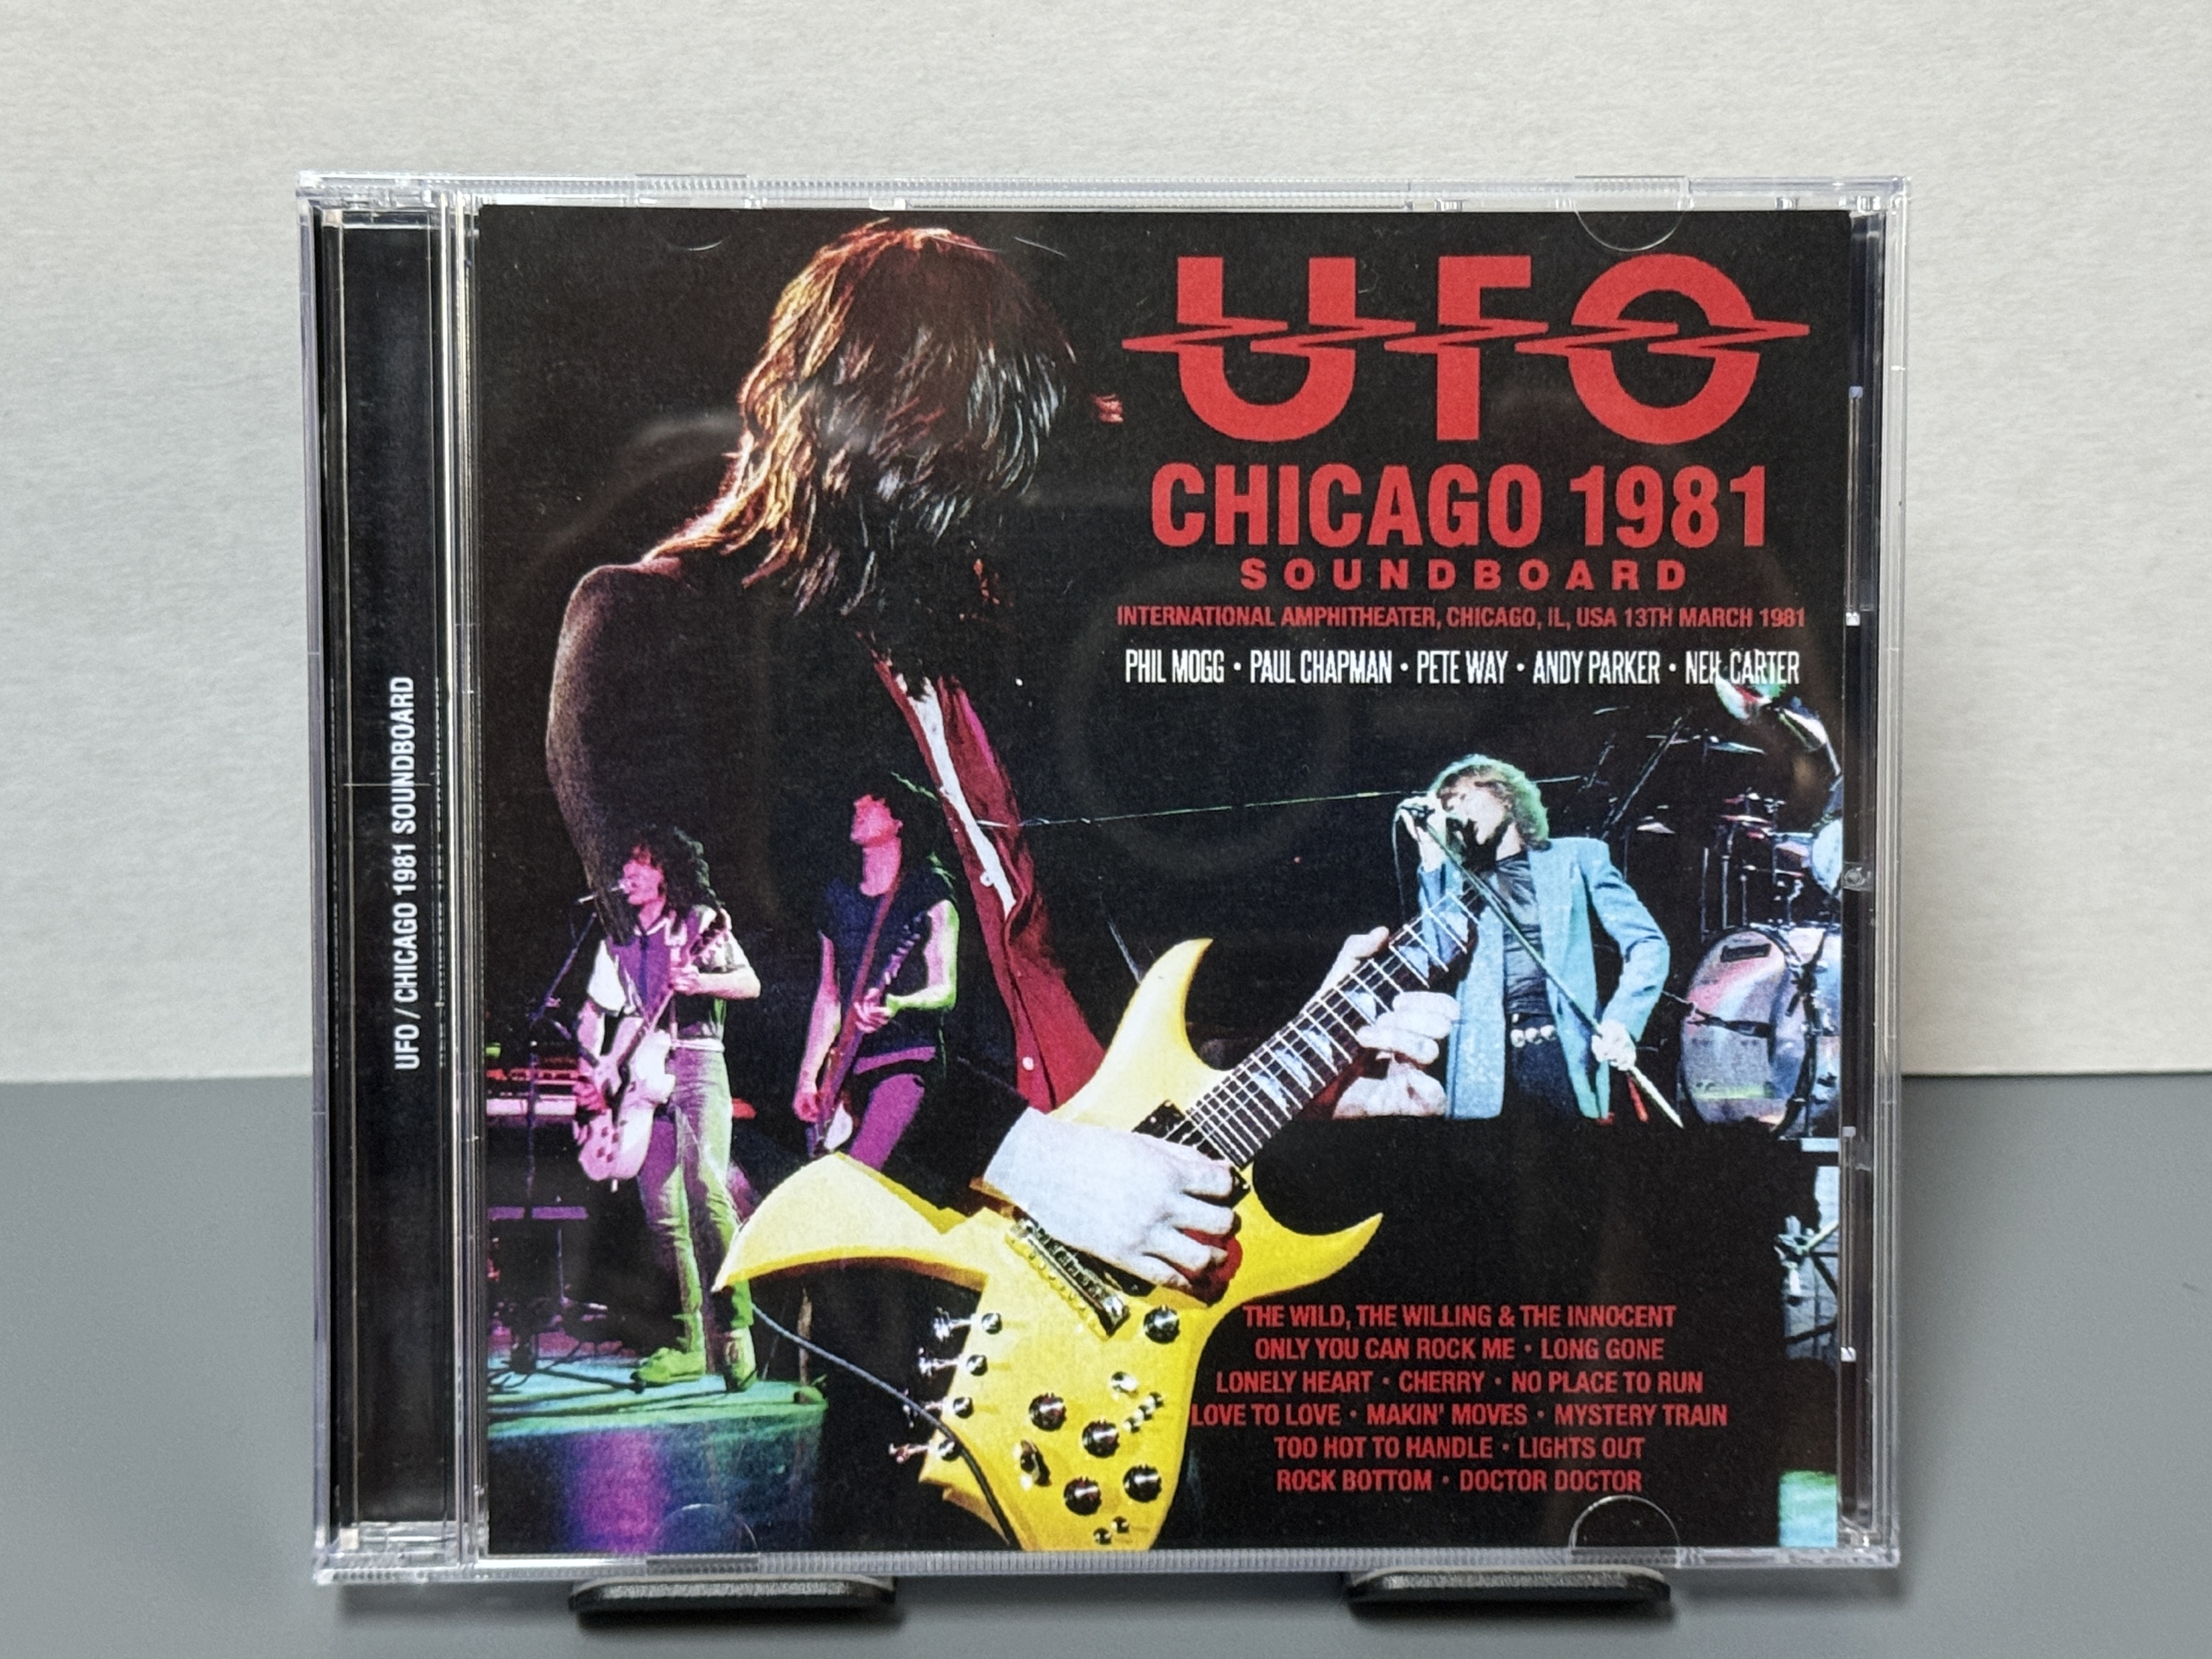 UFO
CHICAGO 1981
SOUNDBOARD
INTERNATIONAL AMPHITHEATER, CHICAGO, IL, USA 13TH MARCH 1981
PHIL MOGG • PAUL CHAPMAN • PETE WAY • ANDY PARKER • NEIL CARTER
THE WILD, THE WILLING & THE INNOCENT
ONLY YOU CAN ROCK ME • LONG GONE
LONELY HEART • CHERRY • NO PLACE TO RUN
LOVE TO LOVE • MAKIN' MOVES • MYSTERY TRAIN
TOO HOT TO HANDLE • LIGHTS OUT
ROCK BOTTOM • DOCTOR DOCTOR
UFO / CHICAGO 1981 SOUNDBOARD